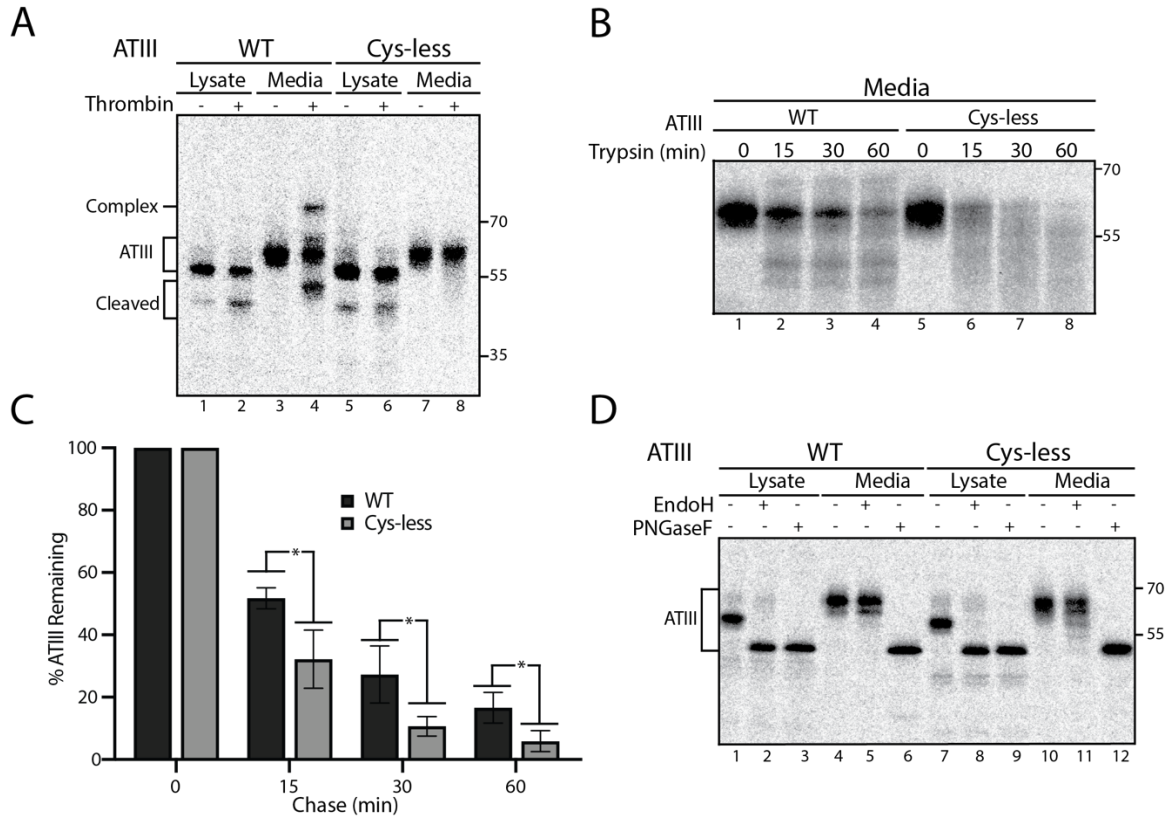 A
ATIII WT Cys-less
Lysate Media Lysate Media
Thrombin - + - + - + - +
Complex
ATIII
Cleaved
70
55
35
1 2 3 4 5 6 7 8
B
Media
ATIII WT Cys-less
Trypsin (min) 0 15 30 60 0 15 30 60
70
55
1 2 3 4 5 6 7 8
C
% ATIII Remaining
100
80
60
40
20
0
WT
Cys-less
* * *
0 15 30 60
Chase (min)
D
ATIII WT Cys-less
Lysate Media Lysate Media
EndoH - + - + - + - +
PNGaseF - - + - - + - - + - - +
ATIII
70
55
1 2 3 4 5 6 7 8 9 10 11 12